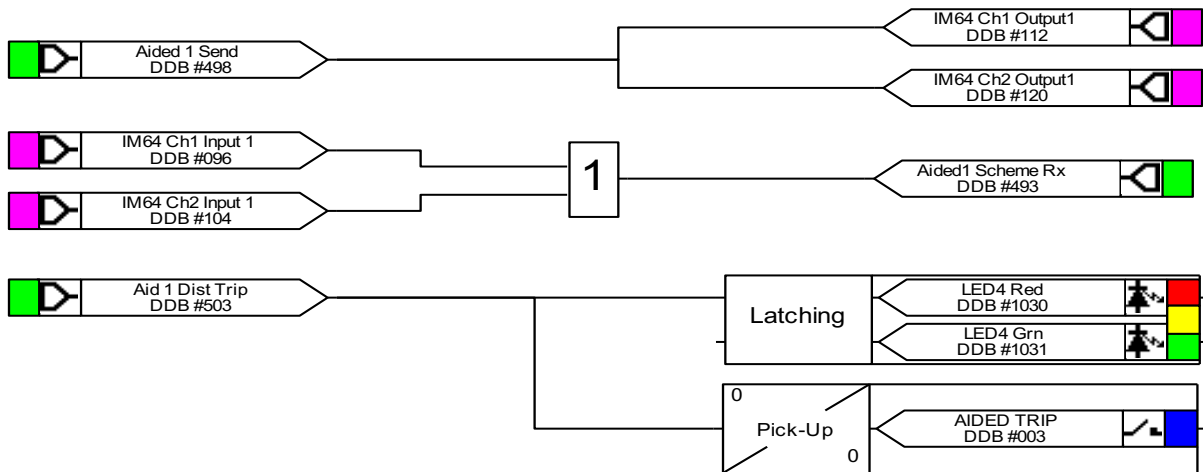 Aided 1 Send
DDB #498
IM64 Ch1 Output1
DDB #112
IM64 Ch2 Output1
DDB #120
IM64 Ch1 Input 1
DDB #096
IM64 Ch2 Input 1
DDB #104
1
Aided1 Scheme Rx
DDB #493
Aid 1 Dist Trip
DDB #503
Latching
LED4 Red
DDB #1030
LED4 Grn
DDB #1031
0
Pick-Up
0
AIDED TRIP
DDB #003